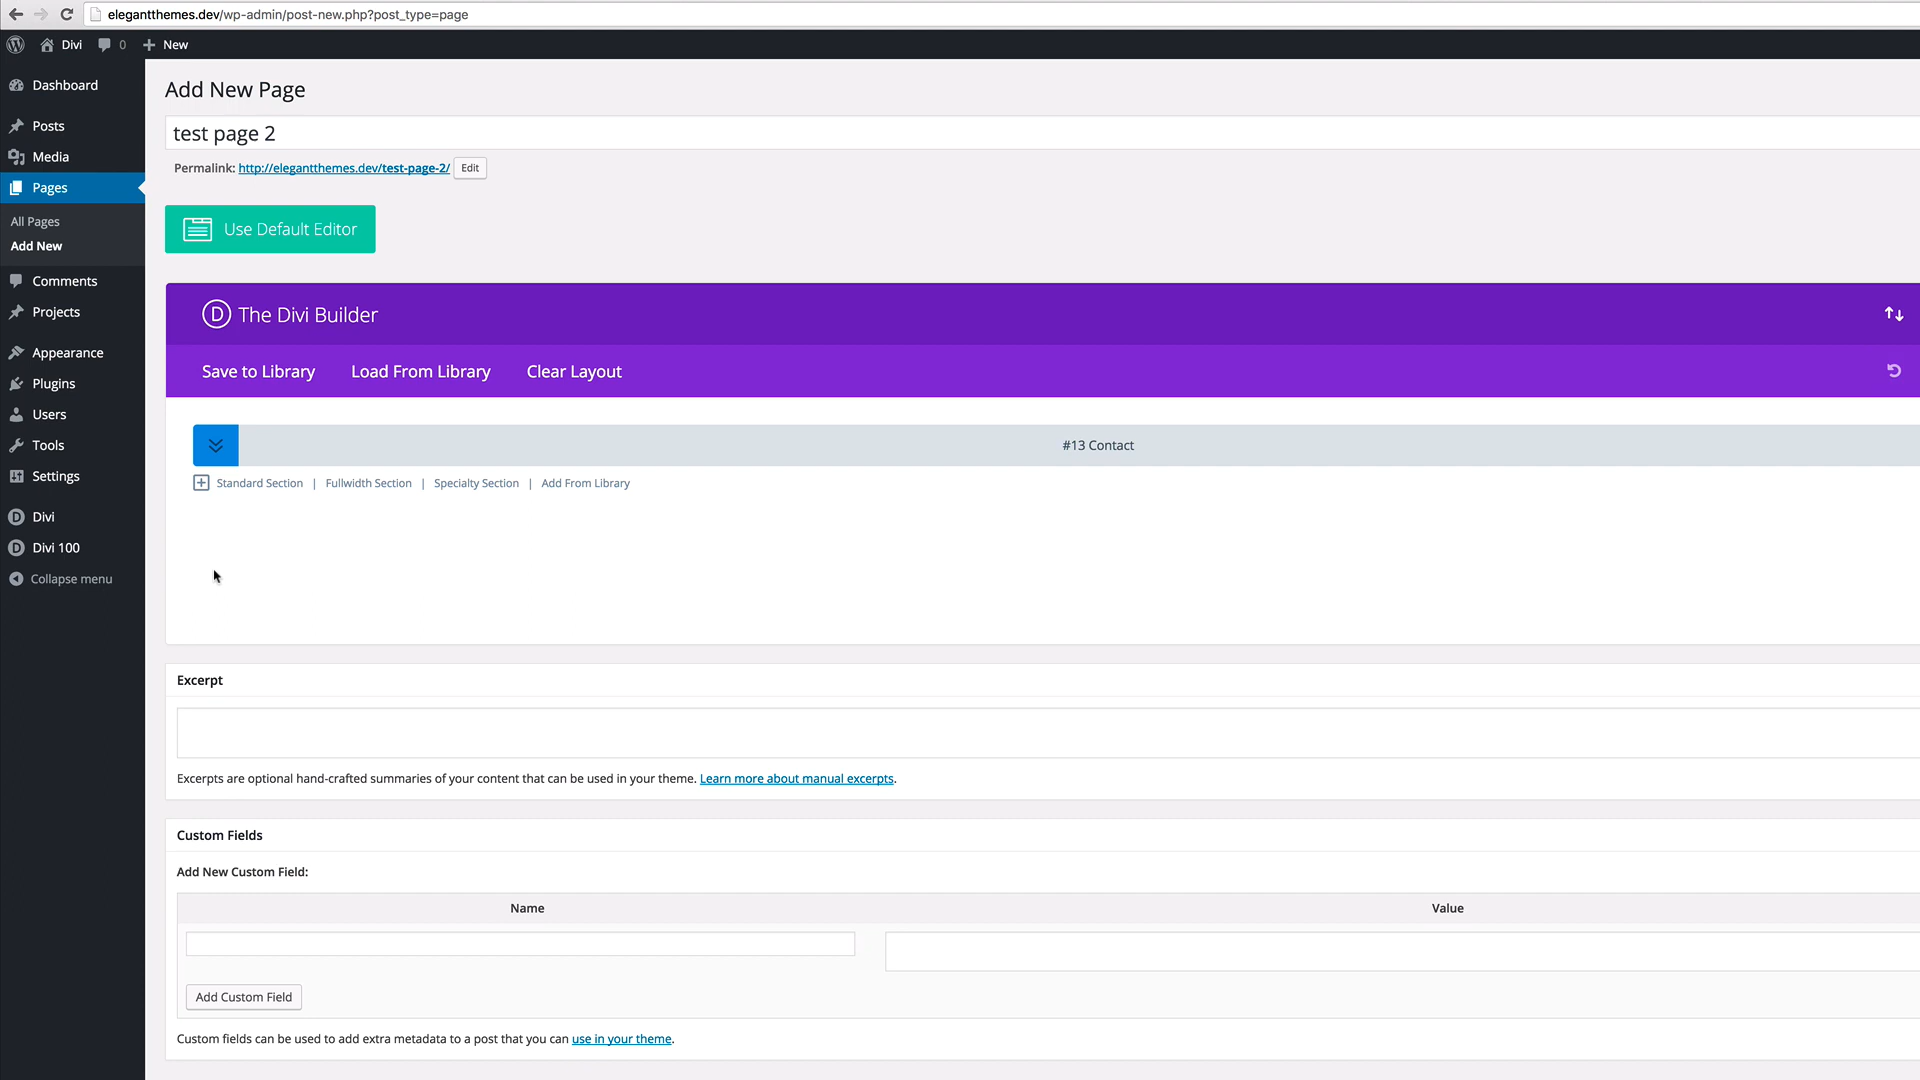 elegantthemes.dev/wp-admin/post-new.php?post_type=page
Divi 0 New
Dashboard
Posts
Media
Pages
All Pages
Add New
Comments
Projects
Appearance
Plugins
Users
Tools
Settings
Divi
Divi 100
Collapse menu
Add New Page
test page 2
Permalink: http://elegantthemes.dev/test-page-2/ Edit
Use Default Editor
D The Divi Builder
Save to Library Load From Library Clear Layout
#13 Contact
Standard Section | Fullwidth Section | Specialty Section | Add From Library
Excerpt
Excerpts are optional hand-crafted summaries of your content that can be used in your theme. Learn more about manual excerpts.
Custom Fields
Add New Custom Field:
Name Value
Add Custom Field
Custom fields can be used to add extra metadata to a post that you can use in your theme.